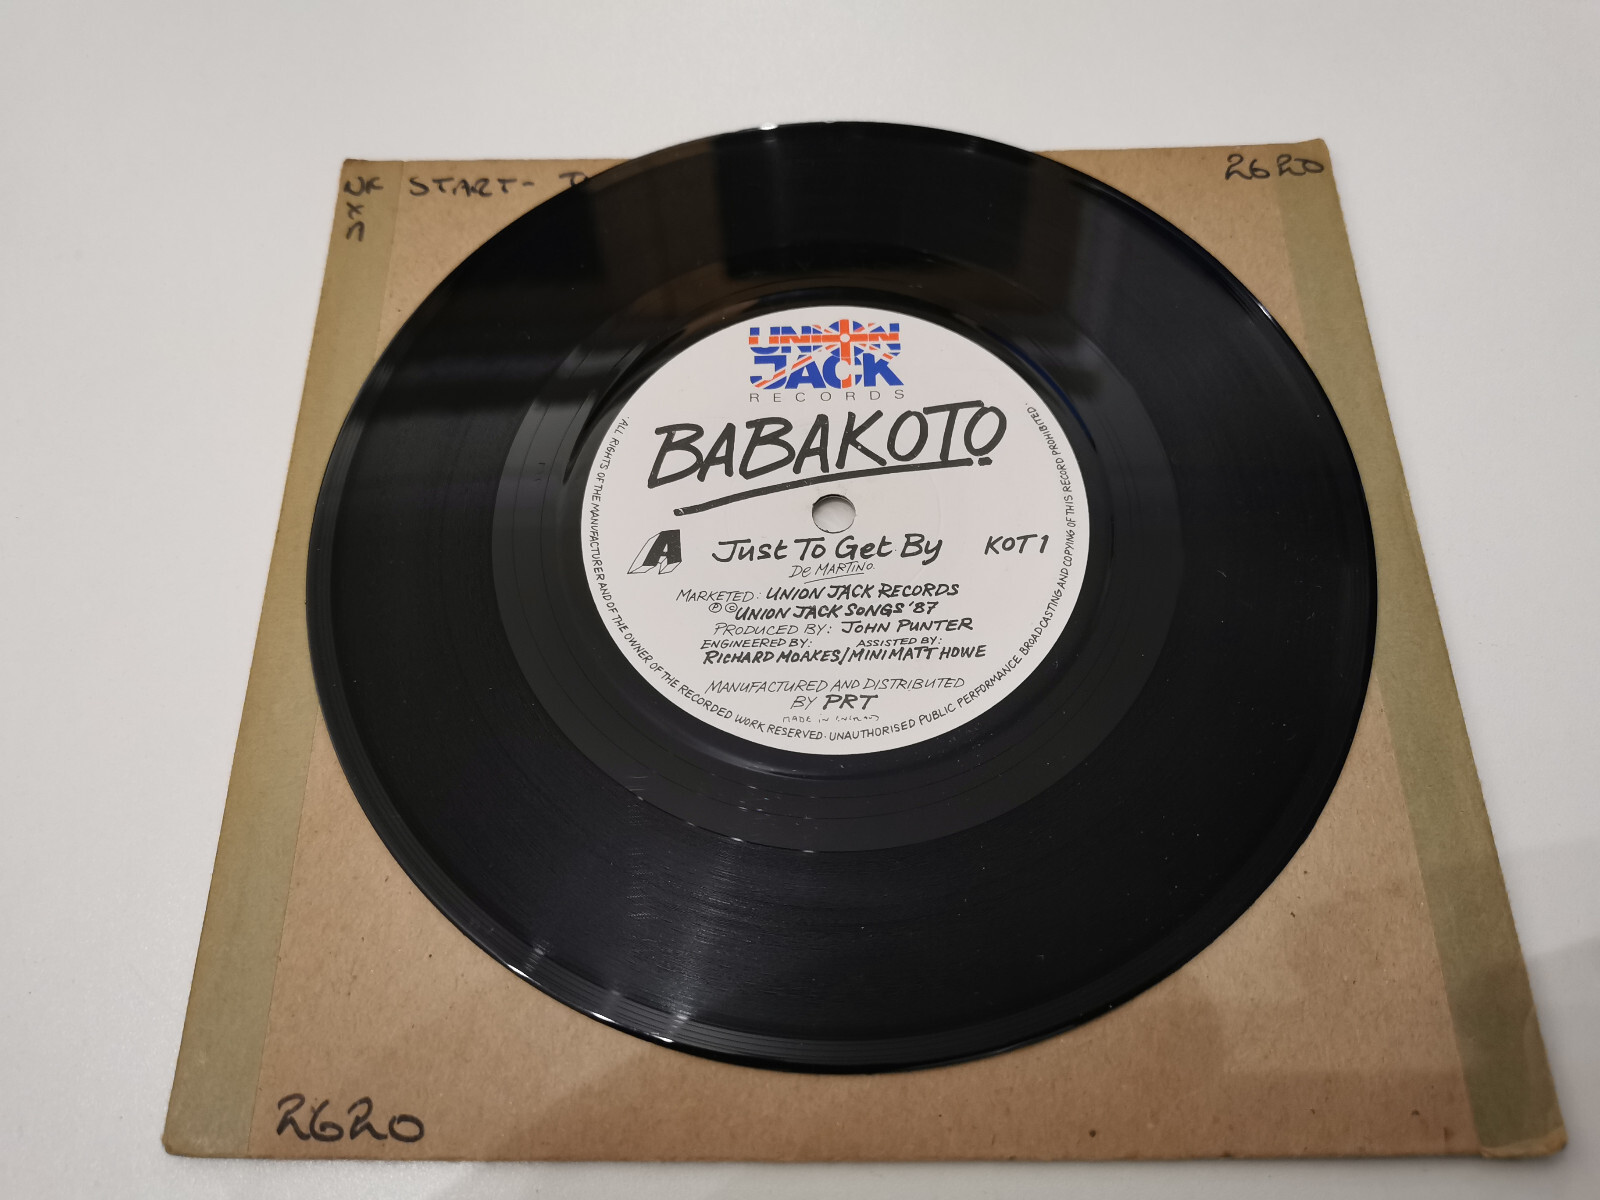 START-
2620
UNION
JACK
RECORDS
BABAKOTO
A
Just To Get By
KOT 1
De MARTINO.
MARKETED: UNION JACK RECORDS
Ⓟ © UNION JACK SONGS '87
PRODUCED BY: JOHN PUNTER
ENGINEERED BY: ASSISTED BY:
RICHARD MOAKES/MINI MATT HOWE
MANUFACTURED AND DISTRIBUTED
BY PRT
MADE IN ENGLAND
·ALL RIGHTS OF THE MANUFACTURER AND OF THE OWNER OF THE RECORDED WORK RESERVED· UNAUTHORISED PUBLIC PERFORMANCE BROADCASTING AND COPYING OF THIS RECORD PROHIBITED·
2620